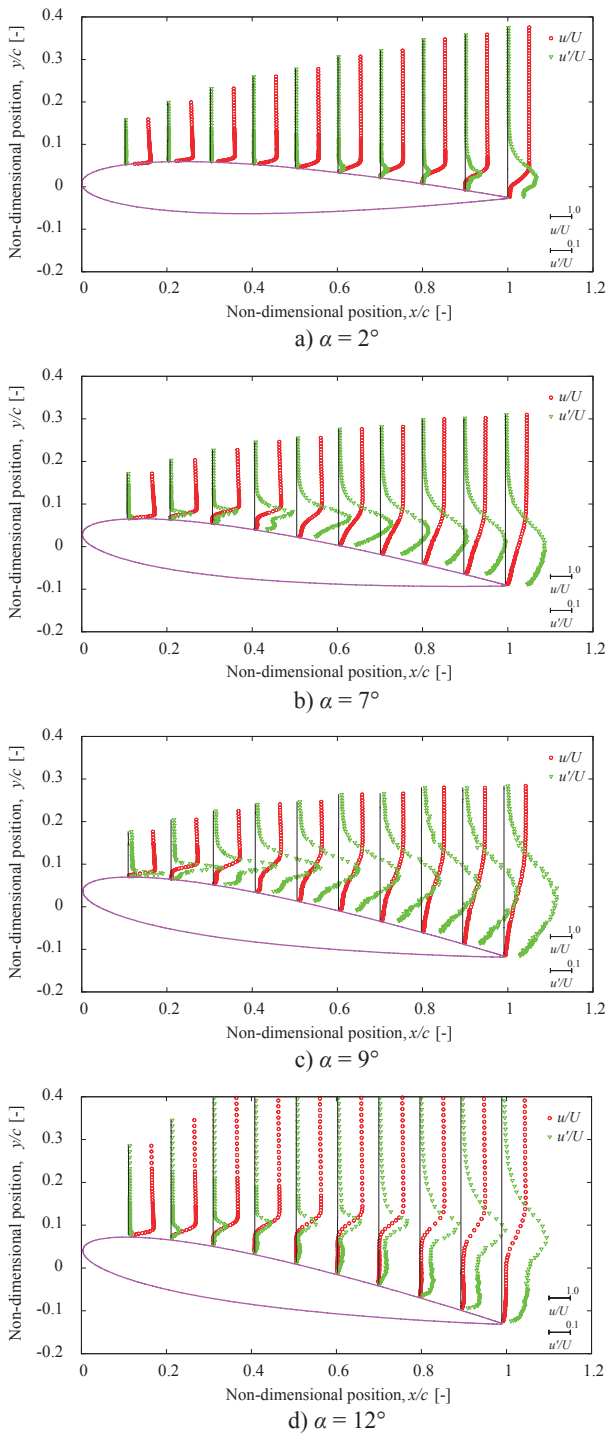 0.4
0.3
0.2
0.1
0
-0.1
-0.2
Non-dimensional position, y/c [-]
u/U
u'/U
1.0
u/U
0.1
u'/U
0 0.2 0.4 0.6 0.8 1 1.2
Non-dimensional position, x/c [-]
a) α = 2°
0.4
0.3
0.2
0.1
0
-0.1
-0.2
Non-dimensional position, y/c [-]
u/U
u'/U
1.0
u/U
0.1
u'/U
0 0.2 0.4 0.6 0.8 1 1.2
Non-dimensional position, x/c [-]
b) α = 7°
0.4
0.3
0.2
0.1
0
-0.1
-0.2
Non-dimensional position, y/c [-]
u/U
u'/U
1.0
u/U
0.1
u'/U
0 0.2 0.4 0.6 0.8 1 1.2
Non-dimensional position, x/c [-]
c) α = 9°
0.4
0.3
0.2
0.1
0
-0.1
-0.2
Non-dimensional position, y/c [-]
u/U
u'/U
1.0
u/U
0.1
u'/U
0 0.2 0.4 0.6 0.8 1 1.2
Non-dimensional position, x/c [-]
d) α = 12°